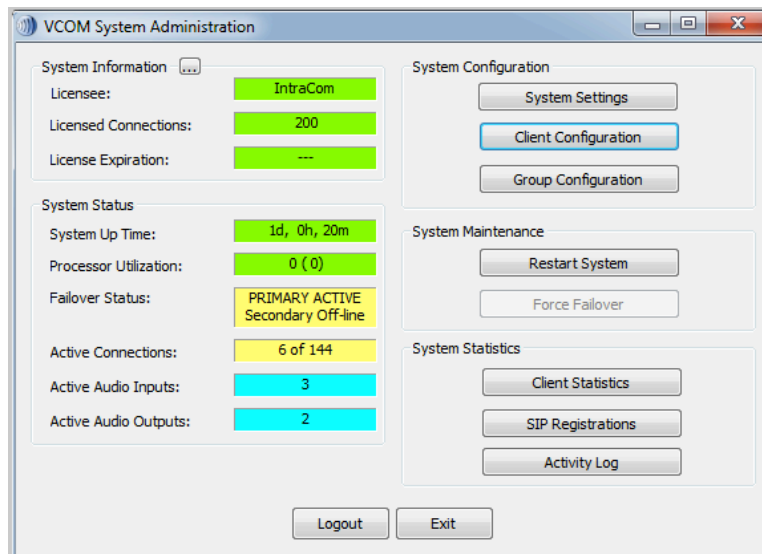 VCOM System Administration
System Information ...
Licensee: IntraCom
Licensed Connections: 200
License Expiration: ---
System Status
System Up Time: 1d, 0h, 20m
Processor Utilization: 0 ( 0)
Failover Status: PRIMARY ACTIVE
Secondary Off-line
Active Connections: 6 of 144
Active Audio Inputs: 3
Active Audio Outputs: 2
System Configuration
System Settings
Client Configuration
Group Configuration
System Maintenance
Restart System
Force Failover
System Statistics
Client Statistics
SIP Registrations
Activity Log
Logout
Exit